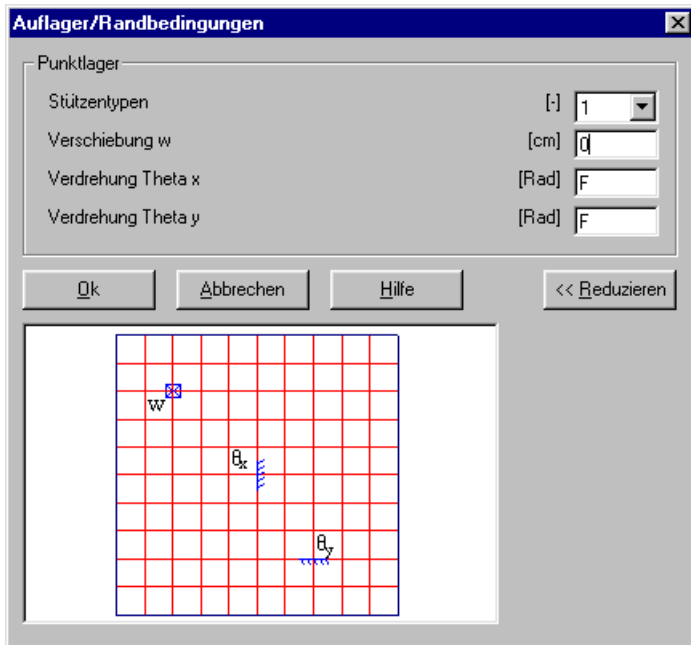 Auflager/Randbedingungen
Punktlager
Stützentypen [-] 1
Verschiebung w [cm] 0
Verdrehung Theta x [Rad] F
Verdrehung Theta y [Rad] F
Ok Abbrechen Hilfe << Reduzieren
w
θx
θy